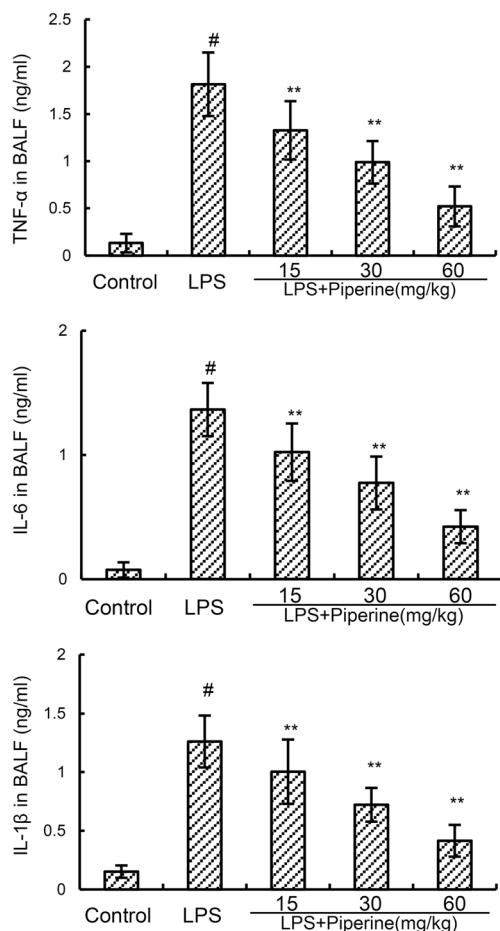 TNF-α in BALF (ng/ml)
2.5
2
1.5
1
0.5
0
#
**
**
**
Control LPS 15 30 60
LPS+Piperine(mg/kg)
IL-6 in BALF (ng/ml)
2
1
0
#
**
**
**
Control LPS 15 30 60
LPS+Piperine(mg/kg)
IL-1β in BALF (ng/ml)
2
1.5
1
0.5
0
#
**
**
**
Control LPS 15 30 60
LPS+Piperine(mg/kg)